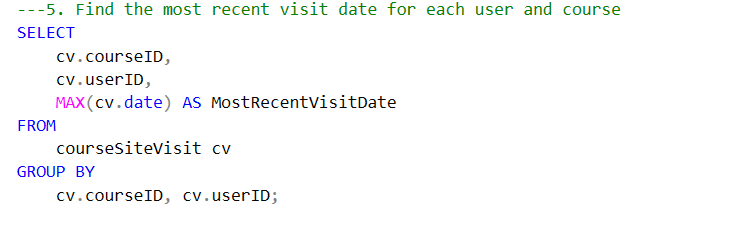 ---5. Find the most recent visit date for each user and course
SELECT
    cv.courseID,
    cv.userID,
    MAX(cv.date) AS MostRecentVisitDate
FROM
    courseSiteVisit cv
GROUP BY
    cv.courseID, cv.userID;